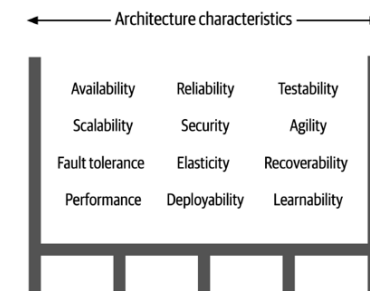 Architecture characteristics
Availability Reliability Testability
Scalability Security Agility
Fault tolerance Elasticity Recoverability
Performance Deployability Learnability